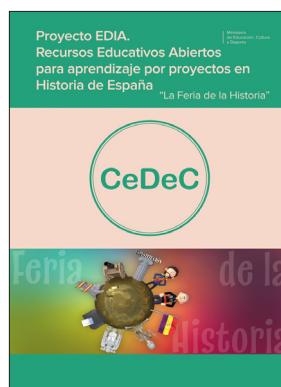 Proyecto EDIA.
Recursos Educativos Abiertos
para aprendizaje por proyectos en
Historia de España
"La Feria de la Historia"
Ministerio
de Educación, Cultura
y Deporte
CeDeC
Feria de la
Historia